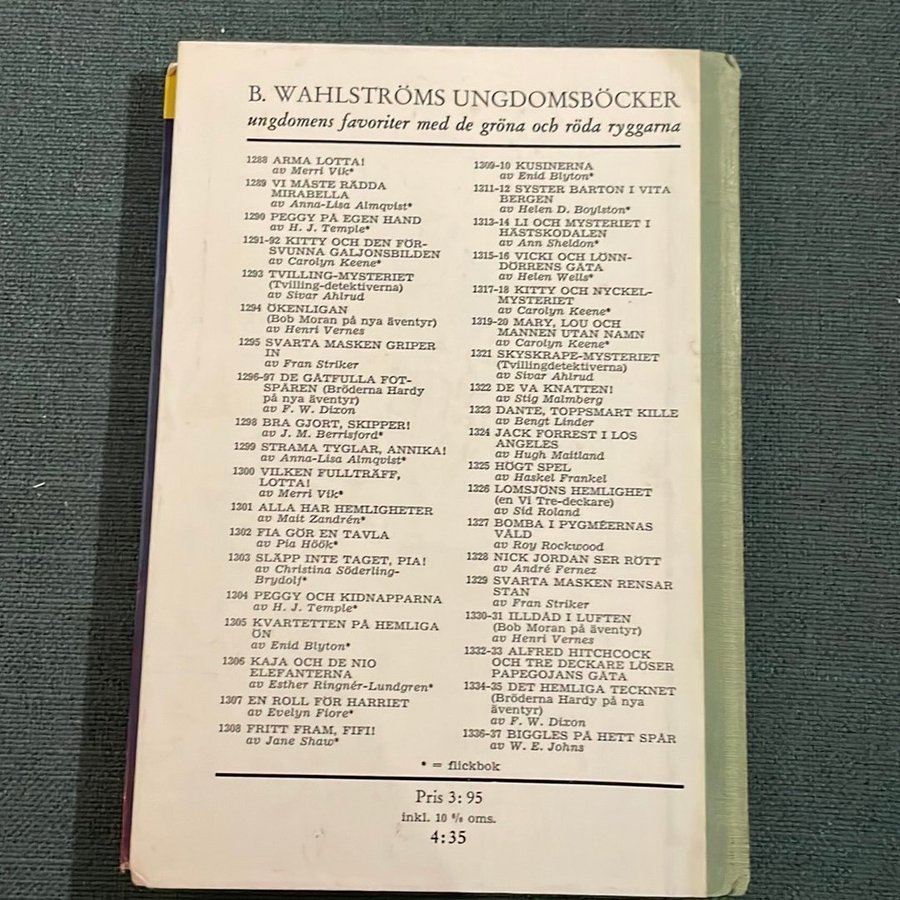 B. WAHLSTRÖMS UNGDOMSBÖCKER
ungdomens favoriter med de gröna och röda ryggarna
1288 ARMA LOTTA!
av Merri Vik*
1289 VI MÅSTE RÄDDA
MIRABELLA
av Anna-Lisa Almqvist*
1290 PEGGY PÅ EGEN HAND
av H. J. Temple*
1291-92 KITTY OCH DEN FÖR-
SVUNNA GALJONSBILDEN
av Carolyn Keene*
1293 TVILLING-MYSTERIET
(Tvilling-detektiverna)
av Sivar Ahlrud
1294 ÖKENLIGAN
(Bob Moran på nya äventyr)
av Henri Vernes
1295 SVARTA MASKEN GRIPER
IN
av Fran Striker
1296-97 DE GÅTFULLA FOT-
SPÅREN (Bröderna Hardy
på nya äventyr)
av F. W. Dixon
1298 BRA GJORT, SKIPPER!
av J. M. Berrisford*
1299 STRAMA TYGLAR, ANNIKA!
av Anna-Lisa Almqvist*
1300 VILKEN FULLTRÄFF,
LOTTA!
av Merri Vik*
1301 ALLA HAR HEMLIGHETER
av Mait Zandrén*
1302 FIA GÖR EN TAVLA
av Pia Höök*
1303 SLÄPP INTE TAGET, PIA!
av Christina Söderling-
Brydolf*
1304 PEGGY OCH KIDNAPPARNA
av H. J. Temple*
1305 KVARTETTEN PÅ HEMLIGA
ÖN
av Enid Blyton*
1306 KAJA OCH DE NIO
ELEFANTERNA
av Esther Ringnér-Lundgren*
1307 EN ROLL FÖR HARRIET
av Evelyn Fiore*
1308 FRITT FRAM, FIFI!
av Jane Shaw*
1309-10 KUSINERNA
av Enid Blyton*
1311-12 SYSTER BARTON I VITA
BERGEN
av Helen D. Boylston*
1313-14 LI OCH MYSTERIET I
HÄSTSKODALEN
av Ann Sheldon*
1315-16 VICKI OCH LÖNN-
DÖRRENS GÅTA
av Helen Wells*
1317-18 KITTY OCH NYCKEL-
MYSTERIET
av Carolyn Keene*
1319-20 MARY, LOU OCH
MANNEN UTAN NAMN
av Carolyn Keene*
1321 SKYSKRAPE-MYSTERIET
(Tvillingdetektiverna)
av Sivar Ahlrud
1322 DE VA KNATTEN!
av Stig Malmberg
1323 DANTE, TOPPSMART KILLE
av Bengt Linder
1324 JACK FORREST I LOS
ANGELES
av Hugh Maitland
1325 HÖGT SPEL
av Haskel Frankel
1326 LOMSJÖNS HEMLIGHET
(en Vi Tre-deckare)
av Sid Roland
1327 BOMBA I PYGMÉERNAS
VÅLD
av Roy Rockwood
1328 NICK JORDAN SER RÖTT
av André Fernez
1329 SVARTA MASKEN RENSAR
STAN
av Fran Striker
1330-31 ILLDÅD I LUFTEN
(Bob Moran på äventyr)
av Henri Vernes
1332-33 ALFRED HITCHCOCK
OCH TRE DECKARE LÖSER
PAPEGOJANS GÅTA
1334-35 DET HEMLIGA TECKNET
(Bröderna Hardy på nya
äventyr)
av F. W. Dixon
1336-37 BIGGLES PÅ HETT SPÅR
av W. E. Johns
* = flickbok
Pris 3:95
inkl. 10 % oms.
4:35